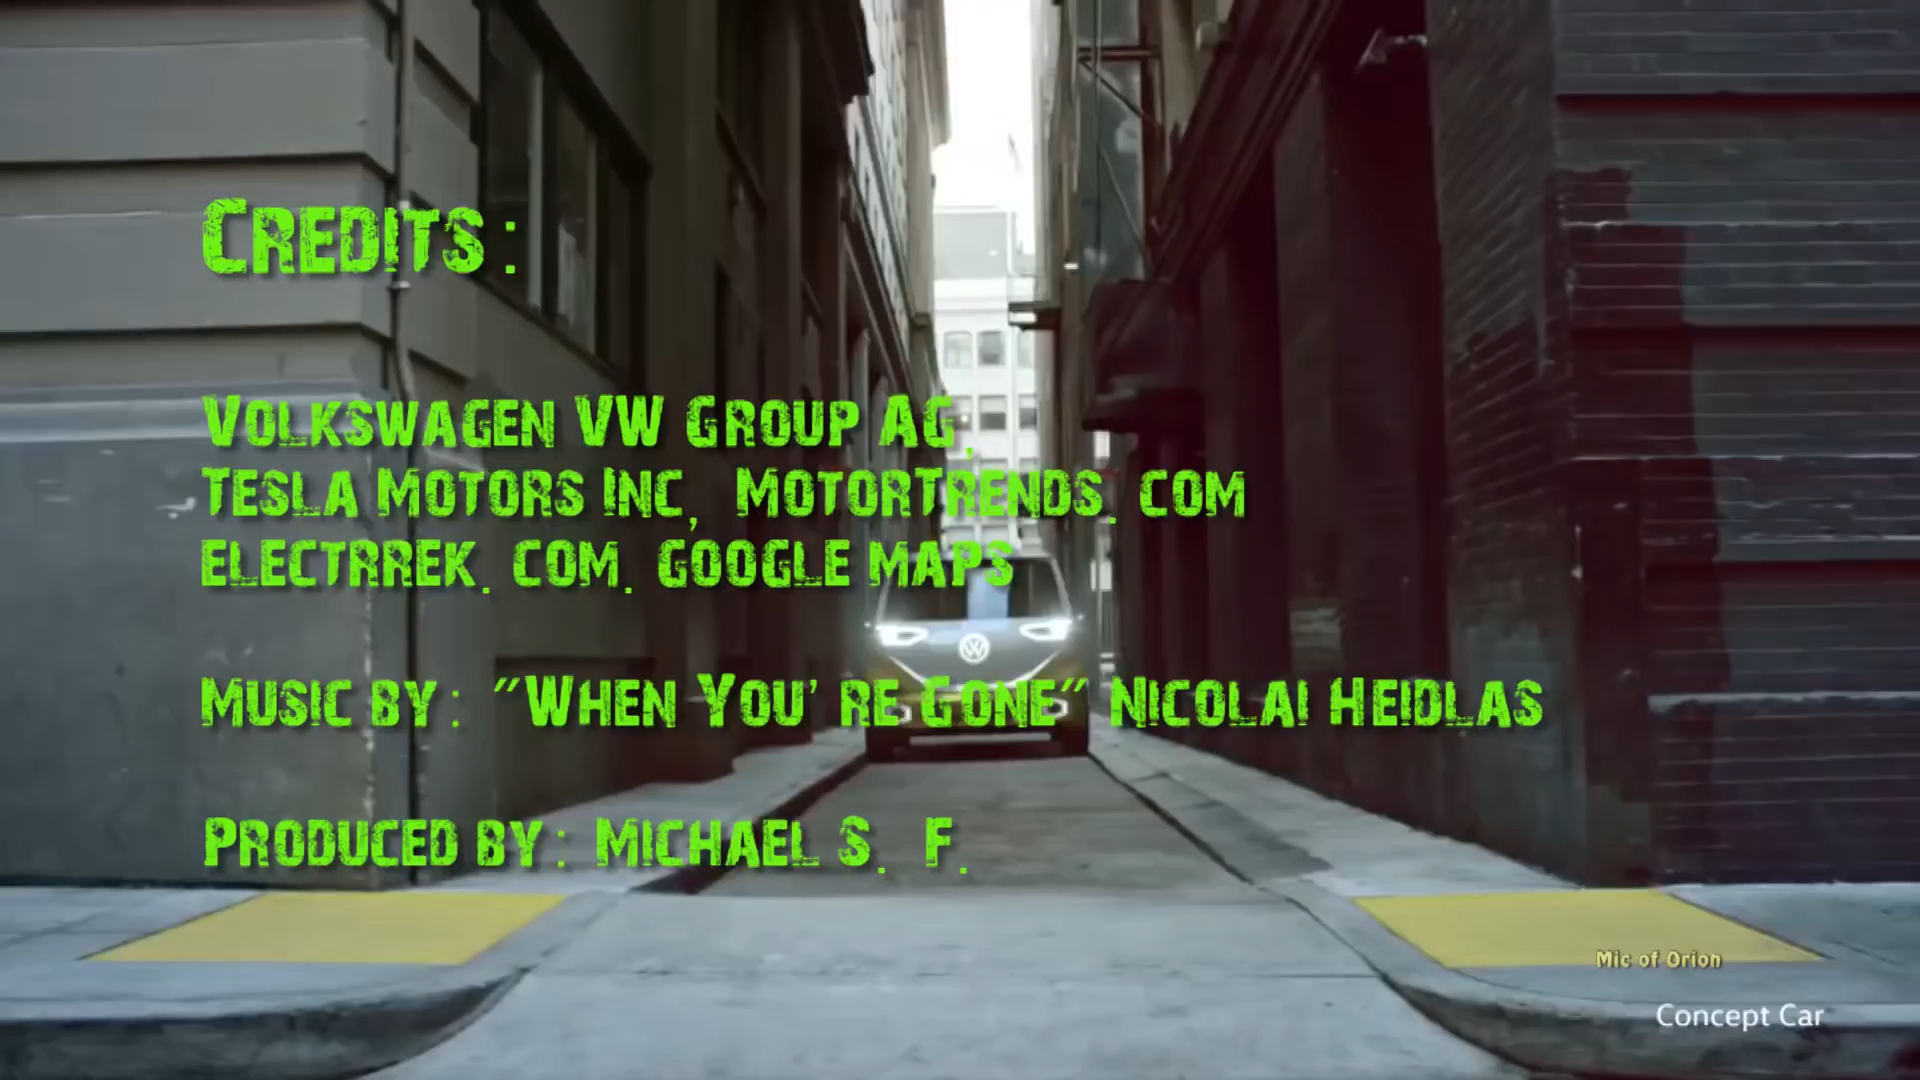 Credits:
Volkswagen VW Group AG,
Tesla Motors Inc, MotorTrends.com
electrrek.com. google maps
Music by: "When You're Gone" Nicolai Heidlas
Produced by: Michael S. F.
Mic of Orion
Concept Car